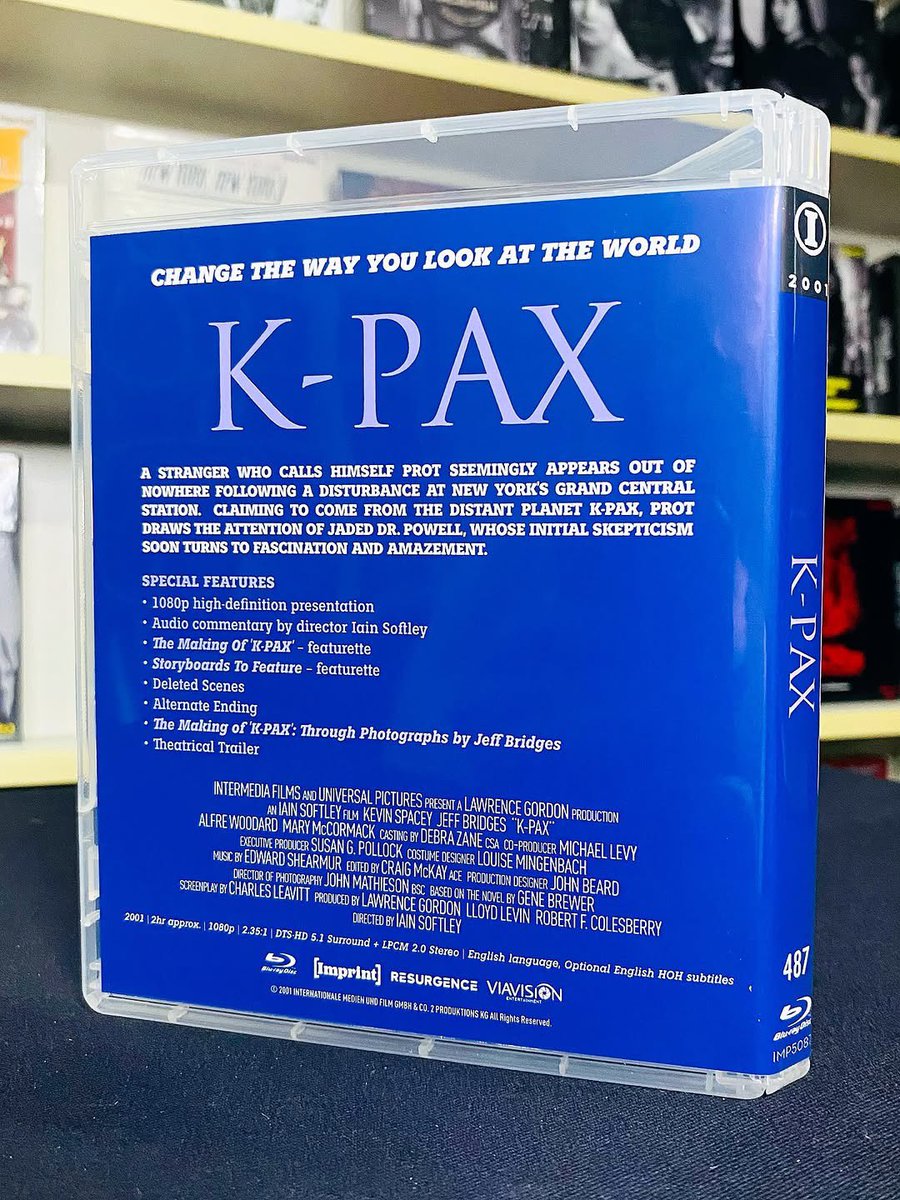 CHANGE THE WAY YOU LOOK AT THE WORLD
K-PAX
A STRANGER WHO CALLS HIMSELF PROT SEEMINGLY APPEARS OUT OF
NOWHERE FOLLOWING A DISTURBANCE AT NEW YORK'S GRAND CENTRAL
STATION. CLAIMING TO COME FROM THE DISTANT PLANET K-PAX, PROT
DRAWS THE ATTENTION OF JADED DR. POWELL, WHOSE INITIAL SKEPTICISM
SOON TURNS TO FASCINATION AND AMAZEMENT.
SPECIAL FEATURES
• 1080p high-definition presentation
• Audio commentary by director Iain Softley
• The Making Of 'K-PAX' – featurette
• Storyboards To Feature – featurette
• Deleted Scenes
• Alternate Ending
• The Making of 'K-PAX': Through Photographs by Jeff Bridges
• Theatrical Trailer
INTERMEDIA FILMS AND UNIVERSAL PICTURES PRESENT A LAWRENCE GORDON PRODUCTION
AN IAIN SOFTLEY FILM KEVIN SPACEY JEFF BRIDGES "K-PAX"
ALFRE WOODARD MARY McCORMACK CASTING BY DEBRA ZANE CSA CO-PRODUCER MICHAEL LEVY
EXECUTIVE PRODUCER SUSAN G. POLLOCK COSTUME DESIGNER LOUISE MINGENBACH
MUSIC BY EDWARD SHEARMUR EDITED BY CRAIG McKAY ACE PRODUCTION DESIGNER JOHN BEARD
DIRECTOR OF PHOTOGRAPHY JOHN MATHIESON BSC BASED ON THE NOVEL BY GENE BREWER
SCREENPLAY BY CHARLES LEAVITT PRODUCED BY LAWRENCE GORDON LLOYD LEVIN ROBERT F. COLESBERRY
DIRECTED BY IAIN SOFTLEY
2001 | 2hr approx. | 1080p | 2.35:1 | DTS-HD 5.1 Surround + LPCM 2.0 Stereo | English language, Optional English HOH subtitles
Blu-ray Disc [Imprint] RESURGENCE VIAVISION ENTERTAINMENT
© 2001 INTERNATIONALE MEDIEN UND FILM GMBH & CO. 2 PRODUKTIONS KG All Rights Reserved.
I
2001
K-PAX
487
Blu-ray Disc